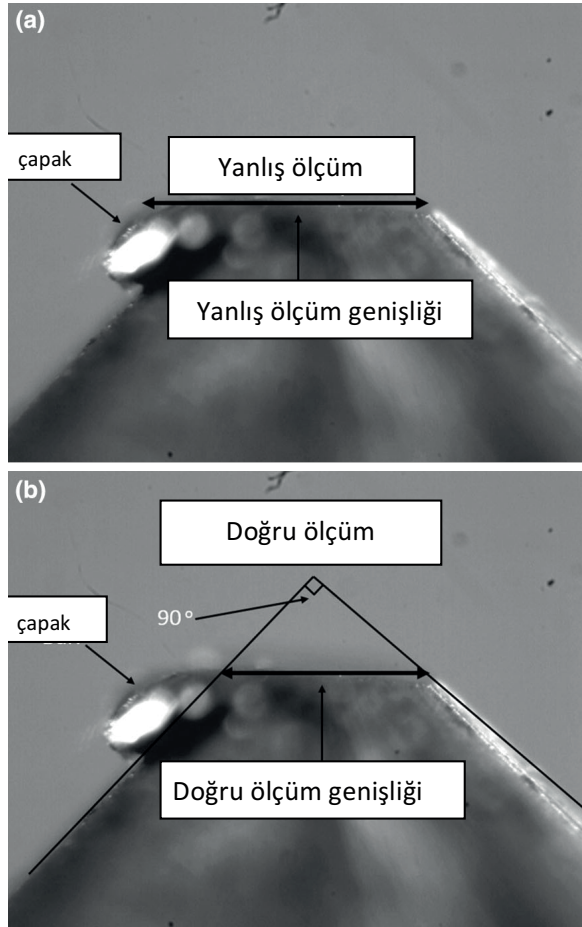 (a)
çapak
Yanlış ölçüm
Yanlış ölçüm genişliği
(b)
Doğru ölçüm
90°
çapak
Doğru ölçüm genişliği